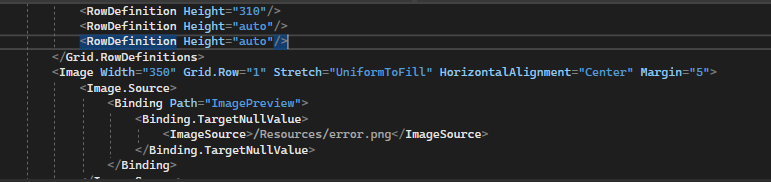 <RowDefinition Height="310"/>
<RowDefinition Height="auto"/>
<RowDefinition Height="auto"/>
</Grid.RowDefinitions>
<Image Width="350" Grid.Row="1" Stretch="UniformToFill" HorizontalAlignment="Center" Margin="5">
<Image.Source>
<Binding Path="ImagePreview">
<Binding.TargetNullValue>
<ImageSource>/Resources/error.png</ImageSource>
</Binding.TargetNullValue>
</Binding>